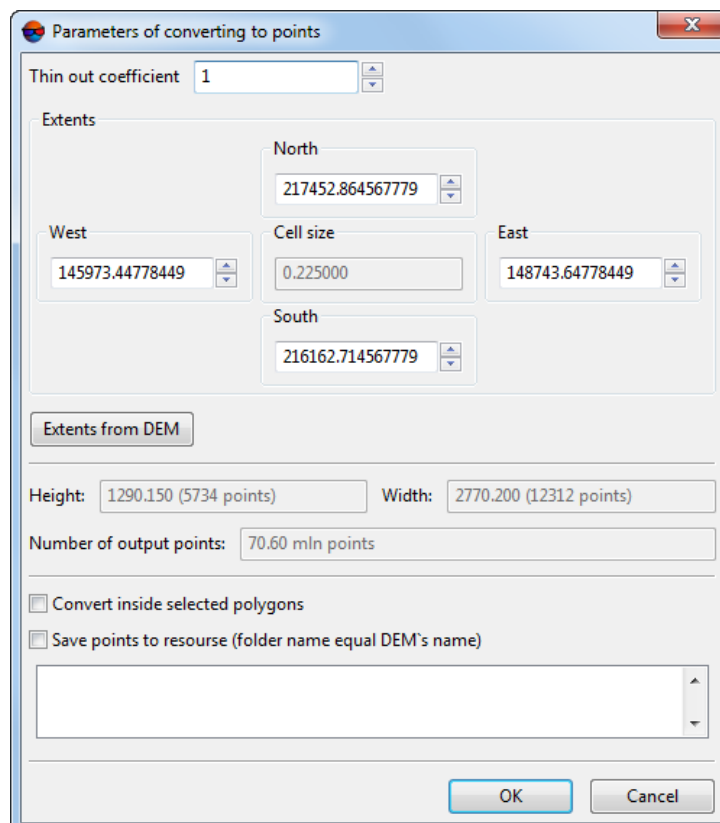 Parameters of converting to points
Thin out coefficient 1
Extents
North
217452.864567779
West
145973.44778449
Cell size
0.225000
East
148743.64778449
South
216162.714567779
Extents from DEM
Height: 1290.150 (5734 points) Width: 2770.200 (12312 points)
Number of output points: 70.60 mln points
Convert inside selected polygons
Save points to resourse (folder name equal DEM`s name)
OK Cancel